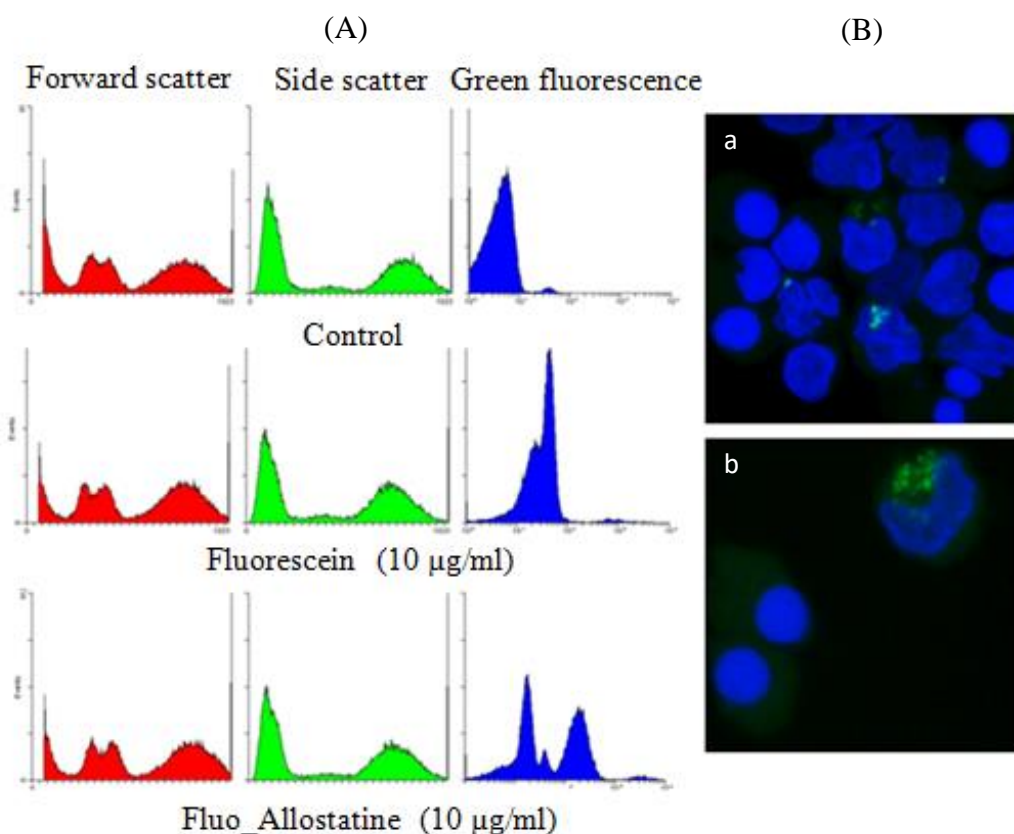 (A)
(B)
Forward scatter
Side scatter
Green fluorescence
a
Control
b
Fluorescein (10 µg/ml)
Fluo_Allostatine (10 µg/ml)